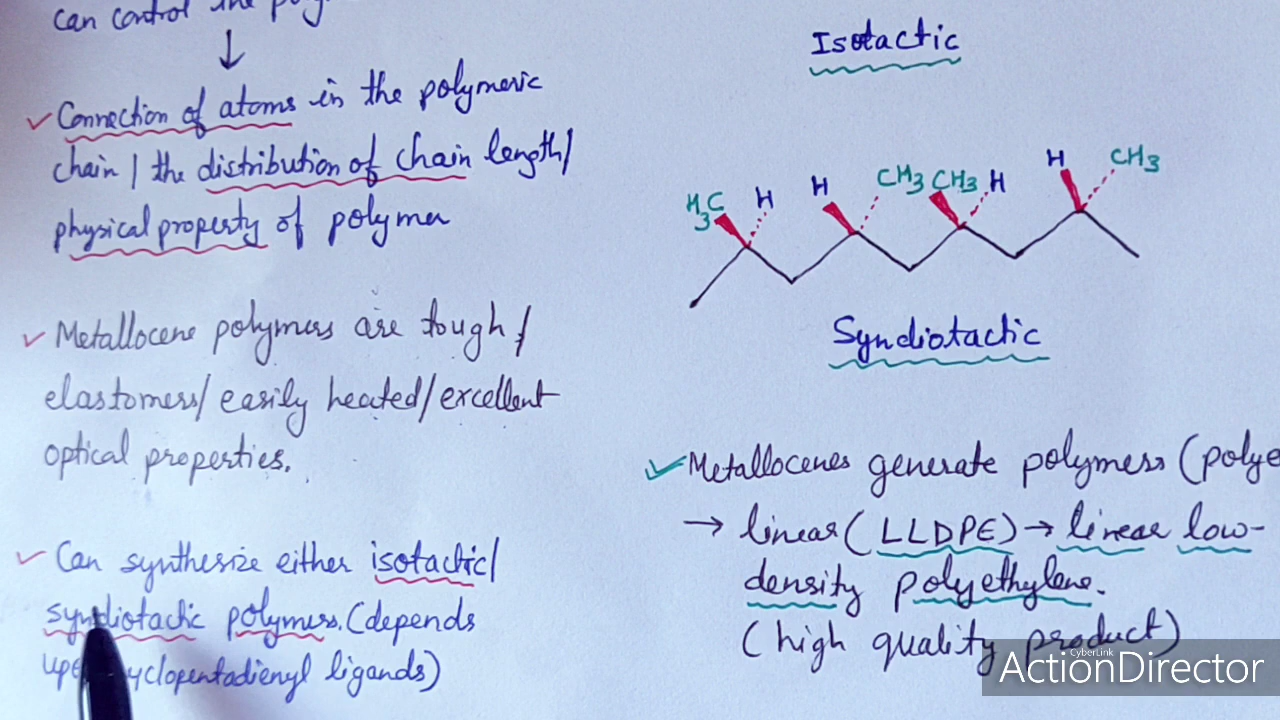 can control the
↓
✓ Connection of atoms in the polymeric
chain / the distribution of chain length/
physical property of polymer
✓ Metallocene polymers are tough /
elastomers/ easily heated/excellent
optical properties.
✓ Can synthesize either isotactic/
syndiotactic polymers. (depends
cyclopentadienyl ligands)
Isotactic
H3C H H CH3 CH3 H H CH3
Syndiotactic
✓ Metallocenes generate polymers (polye
→ linear (LLDPE) → linear low-
density polyethylene.
(high quality product)
CyberLink
ActionDirector